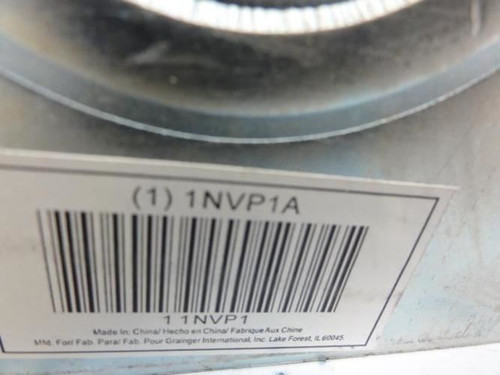 (1) 1NVP1A
1 1NVP1
Made In: China/ Hecho en China/ Fabrique Aux Chine
Mfd. For/ Fab. Para/ Fab. Pour Grainger International, Inc. Lake Forest, IL 60045